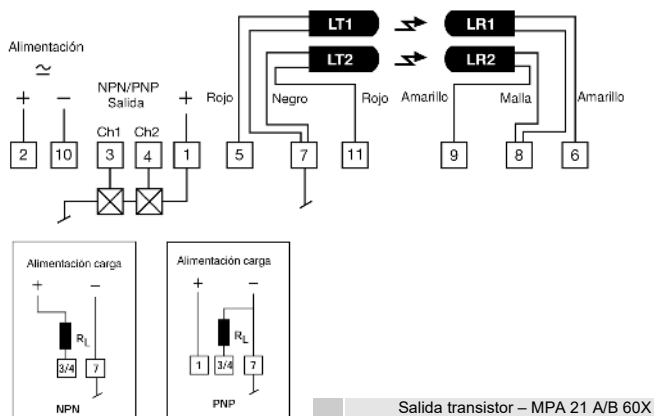 LT1 LR1
Alimentación
LT2 LR2
≃
NPN/PNP
Salida
+ − + Rojo Negro Rojo Amarillo Malla Amarillo
Ch1 Ch2
2 10 3 4 1 5 7 11 9 8 6
Alimentación carga
+ −
RL
3/4 7
NPN
Alimentación carga
+ −
RL
1 3/4 7
PNP
Salida transistor – MPA 21 A/B 60X